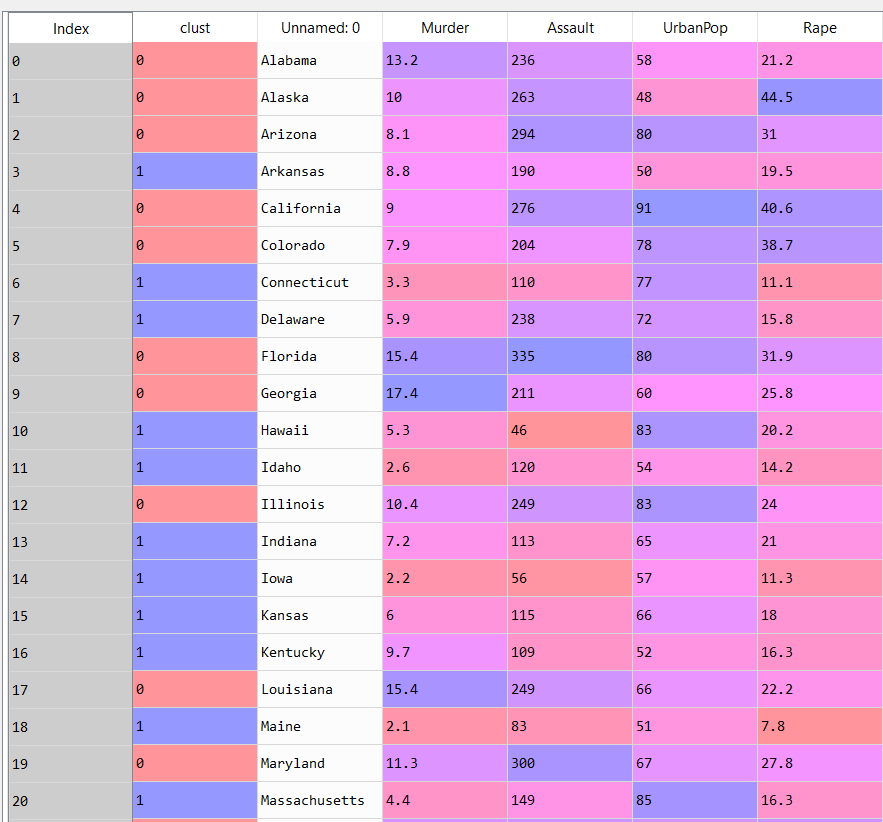 Index clust Unnamed: 0 Murder Assault UrbanPop Rape
0 0 Alabama 13.2 236 58 21.2
1 0 Alaska 10 263 48 44.5
2 0 Arizona 8.1 294 80 31
3 1 Arkansas 8.8 190 50 19.5
4 0 California 9 276 91 40.6
5 0 Colorado 7.9 204 78 38.7
6 1 Connecticut 3.3 110 77 11.1
7 1 Delaware 5.9 238 72 15.8
8 0 Florida 15.4 335 80 31.9
9 0 Georgia 17.4 211 60 25.8
10 1 Hawaii 5.3 46 83 20.2
11 1 Idaho 2.6 120 54 14.2
12 0 Illinois 10.4 249 83 24
13 1 Indiana 7.2 113 65 21
14 1 Iowa 2.2 56 57 11.3
15 1 Kansas 6 115 66 18
16 1 Kentucky 9.7 109 52 16.3
17 0 Louisiana 15.4 249 66 22.2
18 1 Maine 2.1 83 51 7.8
19 0 Maryland 11.3 300 67 27.8
20 1 Massachusetts 4.4 149 85 16.3